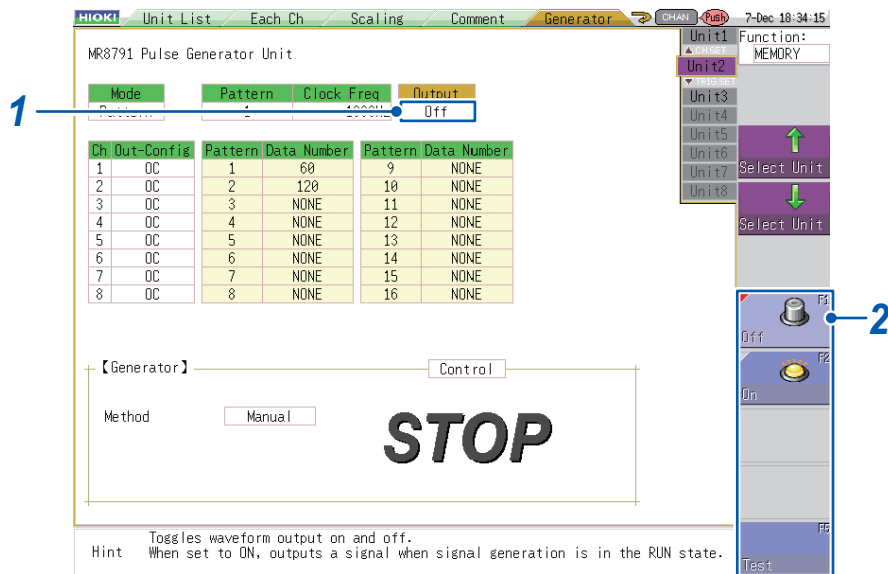 HIOKI Unit List Each Ch Scaling Comment Generator CHAN Push 7-Dec 18:34:15
MR8791 Pulse Generator Unit
Unit1
▲CH.SET
Unit2
▼TRIG.SET
Unit3
Unit4
Unit5
Unit6
Unit7
Unit8
Function:
MEMORY
Select Unit
Select Unit
Mode Pattern Clock Freq Output
1 Off
1
Ch Out-Config Pattern Data Number Pattern Data Number
1 OC 1 60 9 NONE
2 OC 2 120 10 NONE
3 OC 3 NONE 11 NONE
4 OC 4 NONE 12 NONE
5 OC 5 NONE 13 NONE
6 OC 6 NONE 14 NONE
7 OC 7 NONE 15 NONE
8 OC 8 NONE 16 NONE
F1
Off
2
F2
On
F5
Test
【Generator】 Control
Method Manual
STOP
Hint Toggles waveform output on and off.
When set to ON, outputs a signal when signal generation is in the RUN state.